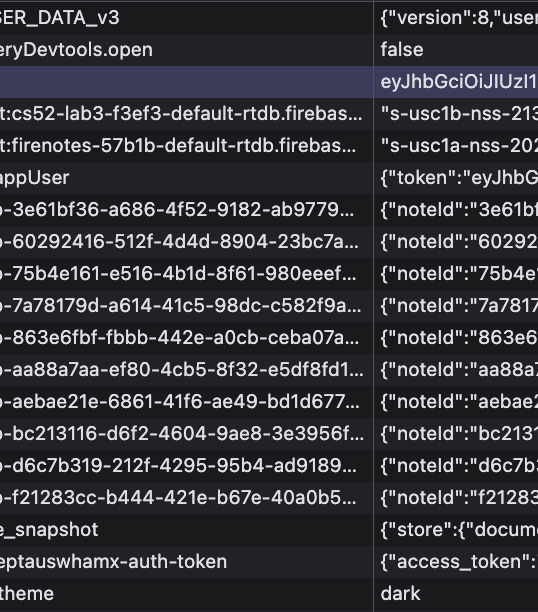 SER_DATA_v3 {"version":8,"user
eryDevtools.open false
eyJhbGciOiJIUzI1
t:cs52-lab3-f3ef3-default-rtdb.firebas... "s-usc1b-nss-213
t:firenotes-57b1b-default-rtdb.firebas... "s-usc1a-nss-202
appUser {"token":"eyJhbG
-3e61bf36-a686-4f52-9182-ab9779... {"noteId":"3e61bf
-60292416-512f-4d4d-8904-23bc7a... {"noteId":"60292
-75b4e161-e516-4b1d-8f61-980eeef... {"noteId":"75b4e
-7a78179d-a614-41c5-98dc-c582f9a... {"noteId":"7a7817
-863e6fbf-fbbb-442e-a0cb-ceba07a... {"noteId":"863e6
-aa88a7aa-ef80-4cb5-8f32-e5df8fd1... {"noteId":"aa88a7
-aebae21e-6861-41f6-ae49-bd1d677... {"noteId":"aebae2
-bc213116-d6f2-4604-9ae8-3e3956f... {"noteId":"bc2131
-d6c7b319-212f-4295-95b4-ad9189... {"noteId":"d6c7b3
-f21283cc-b444-421e-b67e-40a0b5... {"noteId":"f21283
e_snapshot {"store":{"docum
eptauswhamx-auth-token {"access_token":
theme dark